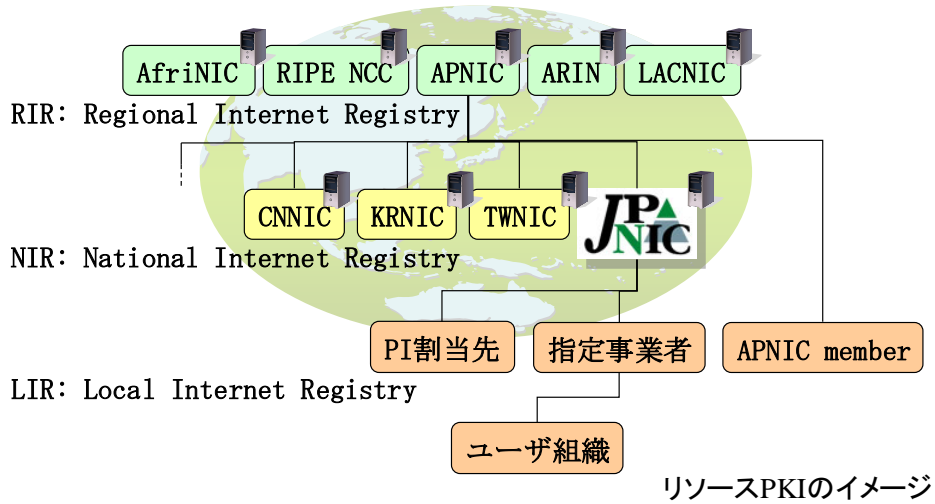 AfriNIC RIPE NCC APNIC ARIN LACNIC
RIR: Regional Internet Registry
CNNIC KRNIC TWNIC JPNIC
NIR: National Internet Registry
PI割当先 指定事業者 APNIC member
LIR: Local Internet Registry
ユーザ組織
リソースPKIのイメージ